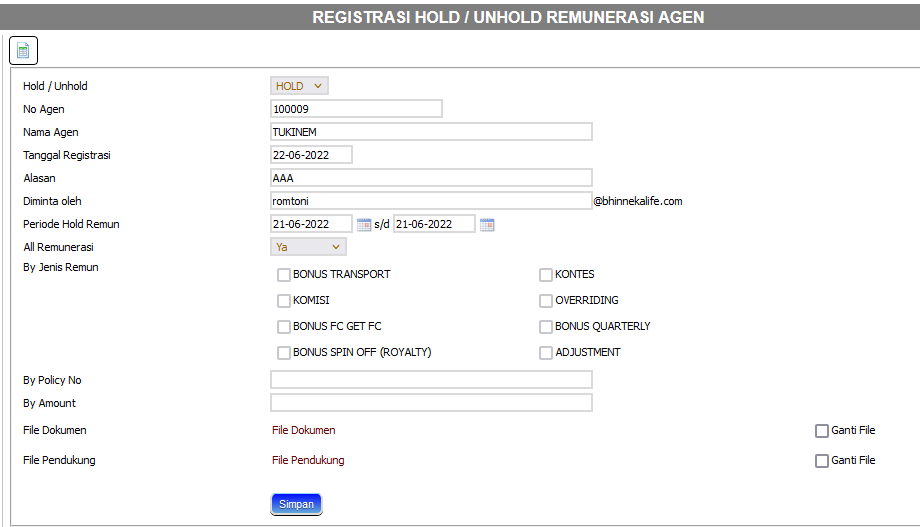 REGISTRASI HOLD / UNHOLD REMUNERASI AGEN
Hold / Unhold HOLD
No Agen 100009
Nama Agen TUKINEM
Tanggal Registrasi 22-06-2022
Alasan AAA
Diminta oleh romtoni @bhinnekalife.com
Periode Hold Remun 21-06-2022 s/d 21-06-2022
All Remunerasi Ya
By Jenis Remun
BONUS TRANSPORT KONTES
KOMISI OVERRIDING
BONUS FC GET FC BONUS QUARTERLY
BONUS SPIN OFF (ROYALTY) ADJUSTMENT
By Policy No
By Amount
File Dokumen File Dokumen Ganti File
File Pendukung File Pendukung Ganti File
Simpan